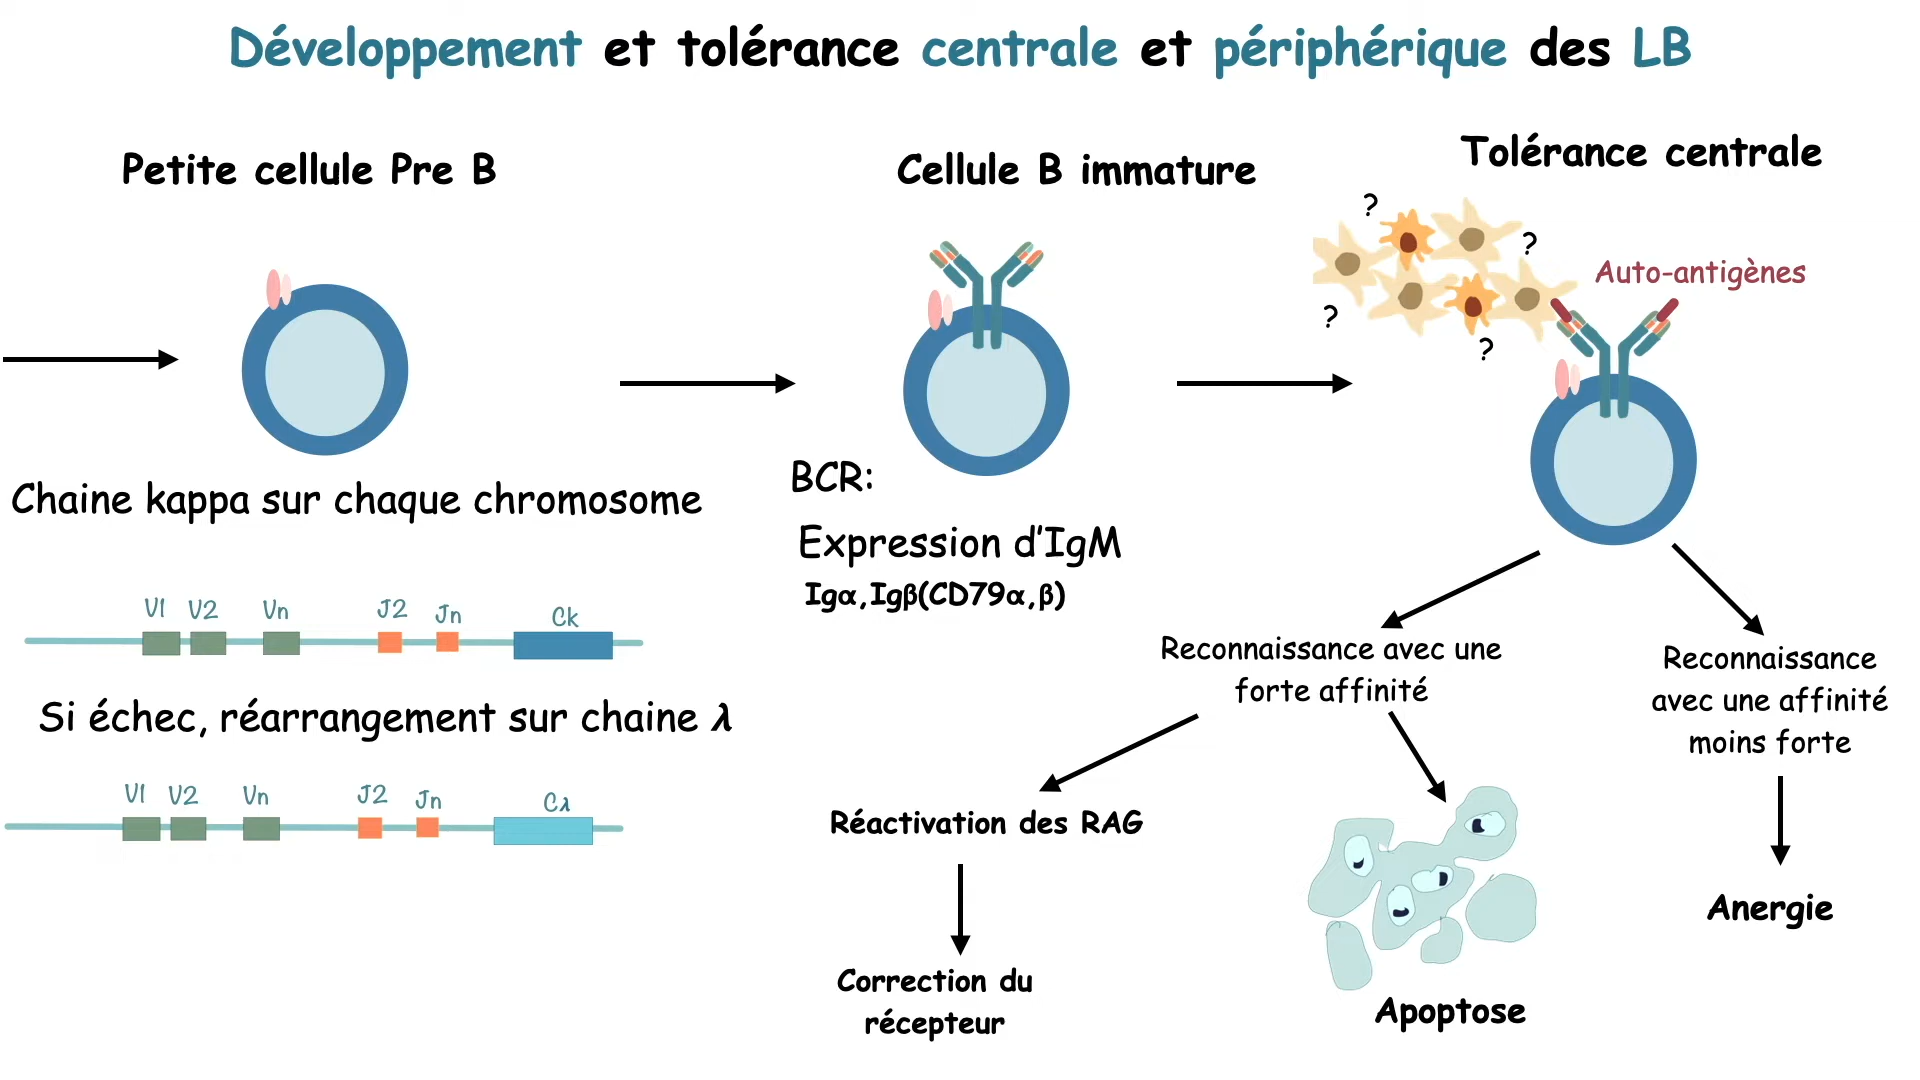 Développement et tolérance centrale et périphérique des LB
Petite cellule Pre B
Chaine kappa sur chaque chromosome
V1 V2 Vn J2 Jn Ck
Si échec, réarrangement sur chaine λ
V1 V2 Vn J2 Jn Cλ
Cellule B immature
BCR:
Expression d'IgM
Igα,Igβ(CD79α,β)
Tolérance centrale
?
?
?
?
Auto-antigènes
Reconnaissance avec une
forte affinité
Réactivation des RAG
Correction du
récepteur
Apoptose
Reconnaissance
avec une affinité
moins forte
Anergie